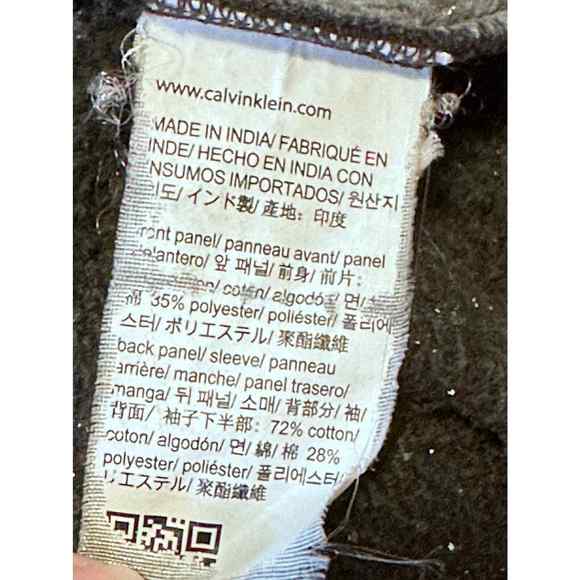 www.calvinklein.com
MADE IN INDIA/ FABRIQUÉ EN
INDE/ HECHO EN INDIA CON
INSUMOS IMPORTADOS/ 원산지
인도/ インド製/ 產地: 印度
front panel/ panneau avant/ panel
delantero/ 앞 패널/ 前身/ 前片:
cotón/ algodón/ 면/
棉 35% polyester/ poliéster/ 폴리에
스테르/ ポリエステル/ 聚酯纖維
back panel/ sleeve/ panneau
arrière/ manche/ panel trasero/
manga/ 뒤 패널/ 소매/ 背部分/ 袖/
背面/ 袖子下半部: 72% cotton/
coton/ algodón/ 면/ 綿/ 棉 28%
polyester/ poliéster/ 폴리에스터/
リエステル/ 聚酯纖維